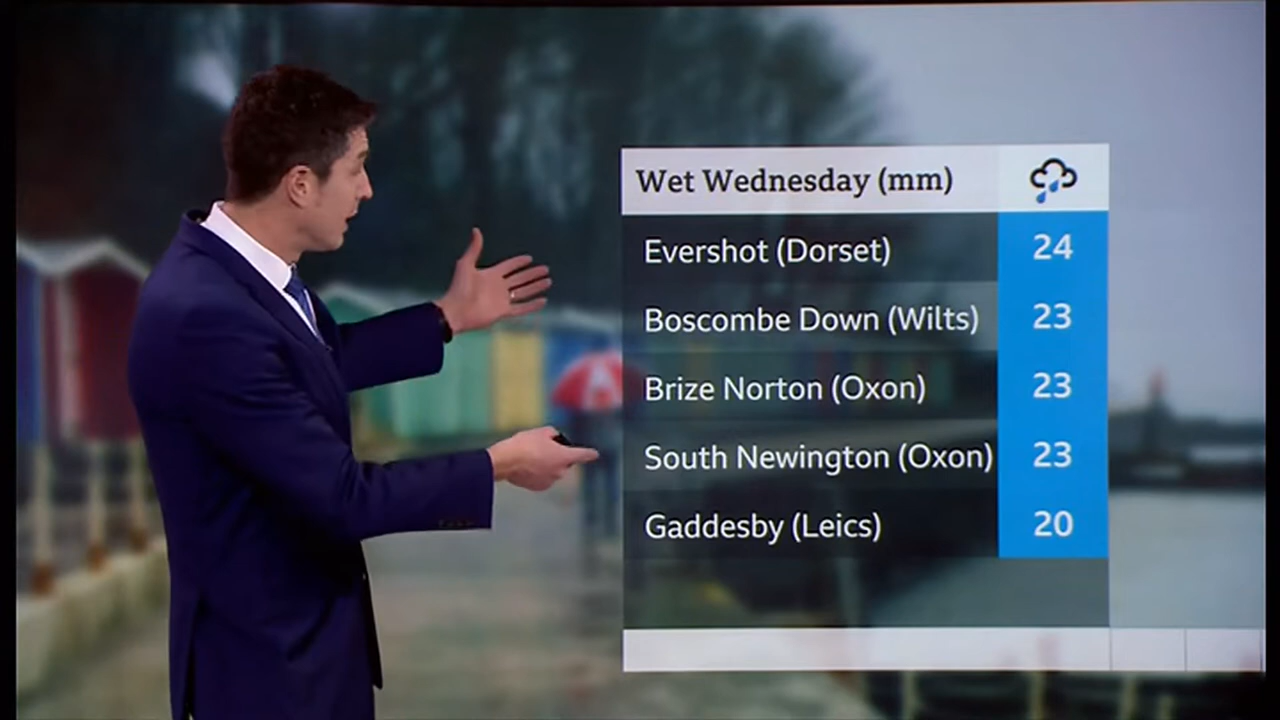 Wet Wednesday (mm)
Evershot (Dorset) 24
Boscombe Down (Wilts) 23
Brize Norton (Oxon) 23
South Newington (Oxon) 23
Gaddesby (Leics) 20